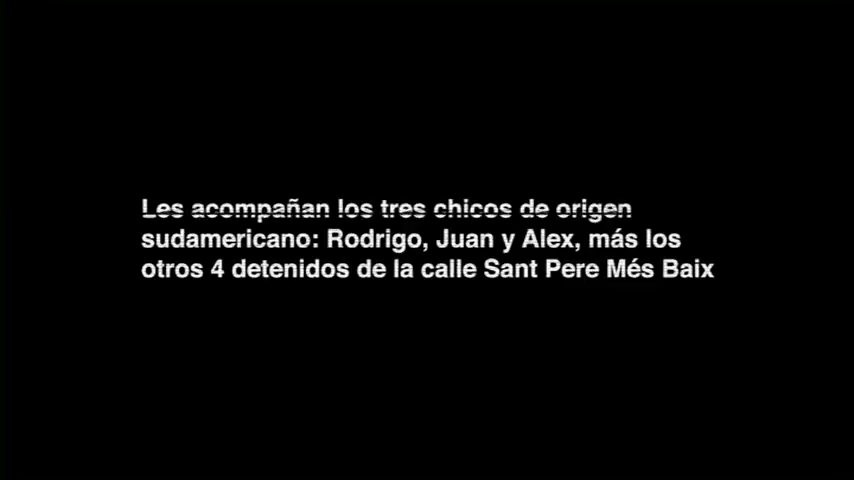 Les acompañan los tres chicos de origen
sudamericano: Rodrigo, Juan y Alex, más los
otros 4 detenidos de la calle Sant Pere Més Baix